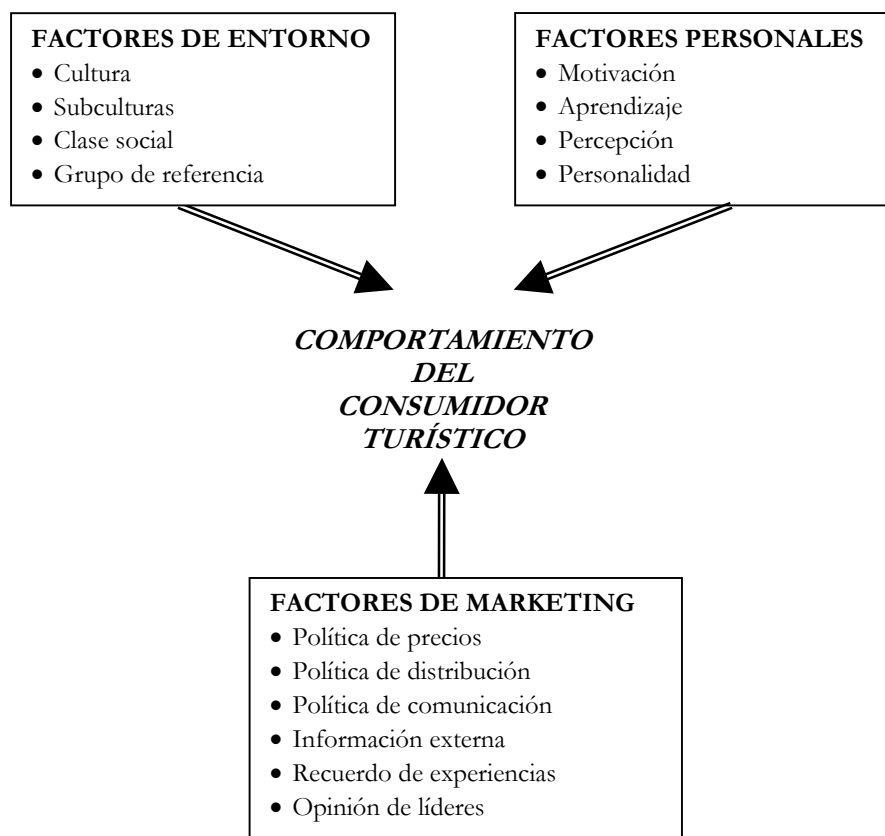 FACTORES DE ENTORNO
• Cultura
• Subculturas
• Clase social
• Grupo de referencia
FACTORES PERSONALES
• Motivación
• Aprendizaje
• Percepción
• Personalidad
COMPORTAMIENTO
DEL
CONSUMIDOR
TURÍSTICO
FACTORES DE MARKETING
• Política de precios
• Política de distribución
• Política de comunicación
• Información externa
• Recuerdo de experiencias
• Opinión de líderes